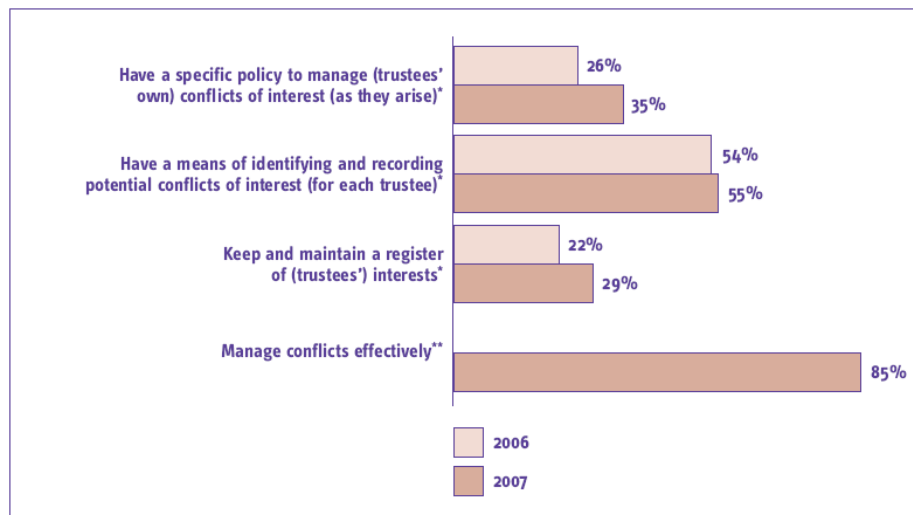 Have a specific policy to manage (trustees'
own) conflicts of interest (as they arise)*
26%
35%
Have a means of identifying and recording
potential conflicts of interest (for each trustee)*
54%
55%
Keep and maintain a register
of (trustees') interests*
22%
29%
Manage conflicts effectively**
85%
2006
2007